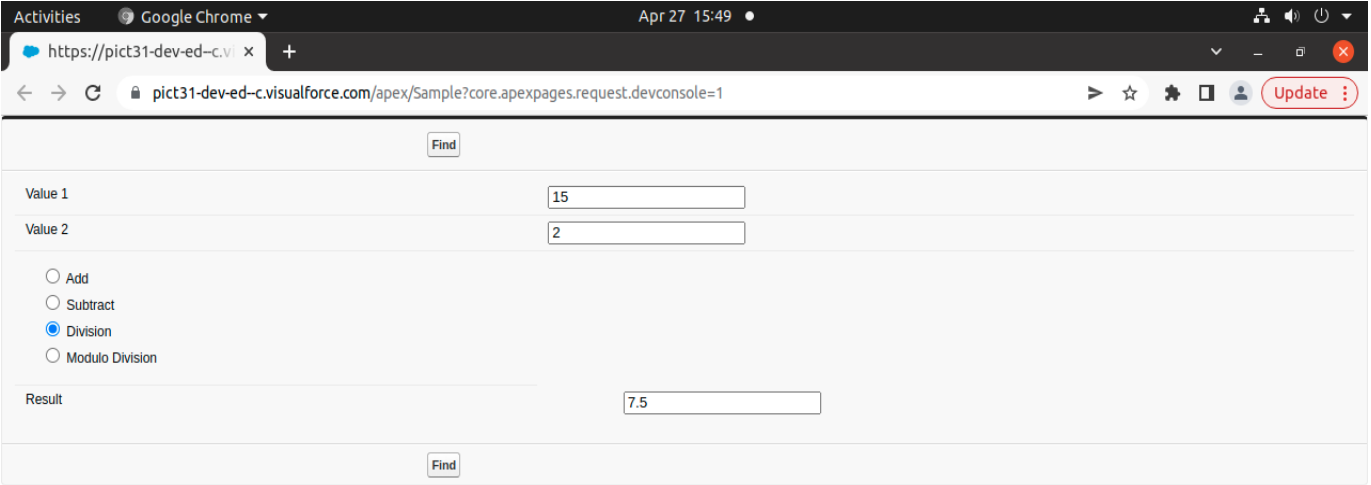 Activities Google Chrome Apr 27 15:49
https://pict31-dev-ed--c.vi
pict31-dev-ed--c.visualforce.com/apex/Sample?core.apexpages.request.devconsole=1 Update
Find
Value 1 15
Value 2 2
Add
Subtract
Division
Modulo Division
Result 7.5
Find